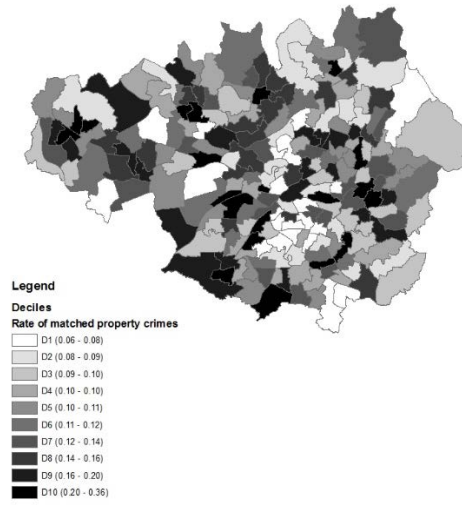 Legend
Deciles
Rate of matched property crimes
D1 (0.06 - 0.08)
D2 (0.08 - 0.09)
D3 (0.09 - 0.10)
D4 (0.10 - 0.10)
D5 (0.10 - 0.11)
D6 (0.11 - 0.12)
D7 (0.12 - 0.14)
D8 (0.14 - 0.16)
D9 (0.16 - 0.20)
D10 (0.20 - 0.36)